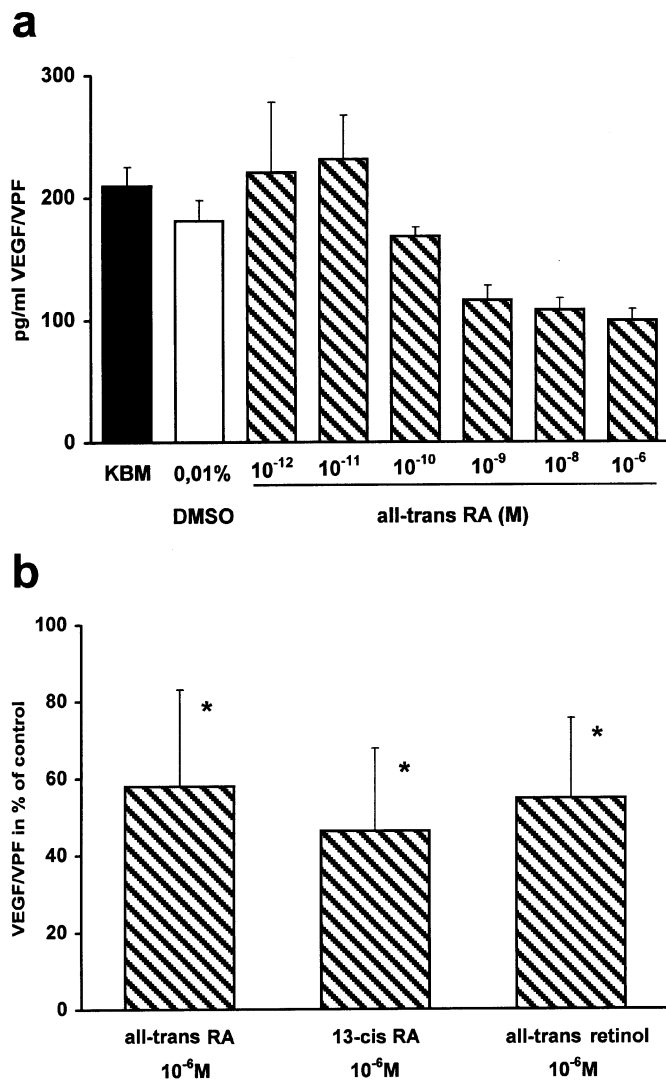 a
300
200
100
0
pg/ml VEGF/VPF
KBM 0,01% 10⁻¹² 10⁻¹¹ 10⁻¹⁰ 10⁻⁹ 10⁻⁸ 10⁻⁶
DMSO all-trans RA (M)
b
100
80
60
40
20
0
VEGF/VPF in % of control
* * *
all-trans RA 13-cis RA all-trans retinol
10⁻⁶M 10⁻⁶M 10⁻⁶M